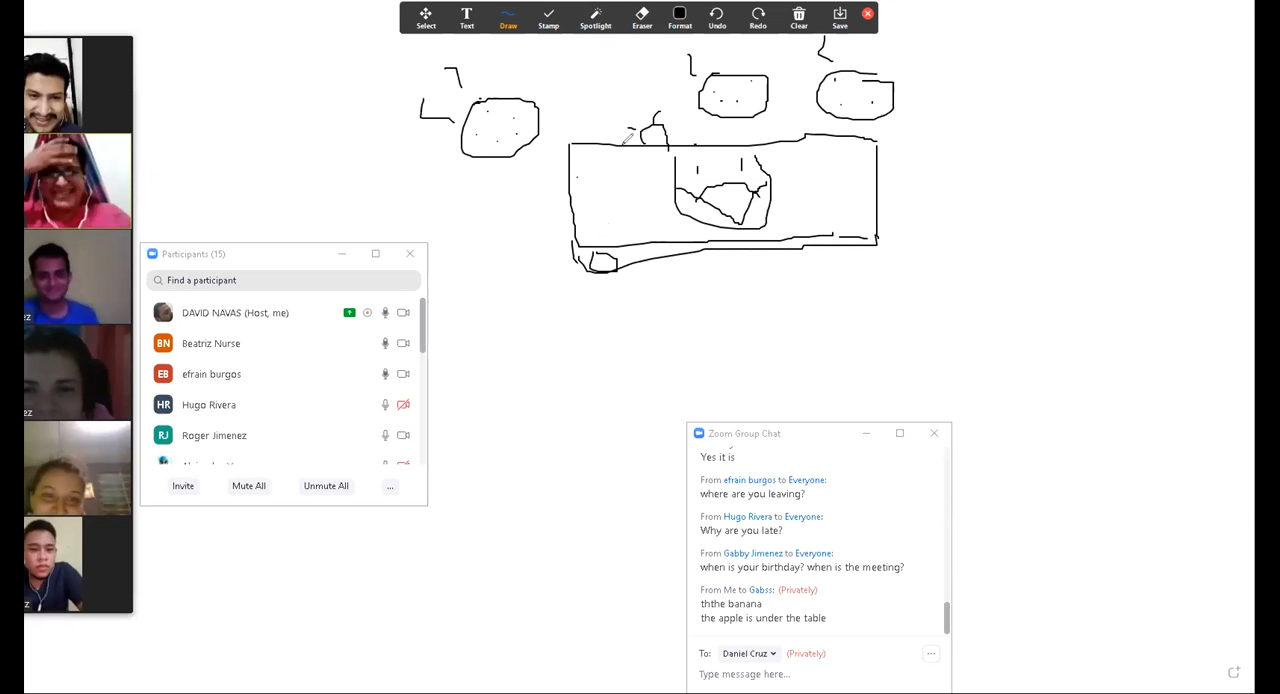 Select
Text
Draw
Stamp
Spotlight
Eraser
Format
Undo
Redo
Clear
Save
Participants (15)
Find a participant
DAVID NAVAS (Host, me)
BN Beatriz Nurse
EB efrain burgos
HR Hugo Rivera
RJ Roger Jimenez
Invite
Mute All
Unmute All
...
Zoom Group Chat
Yes it is
From efrain burgos to Everyone:
where are you leaving?
From Hugo Rivera to Everyone:
Why are you late?
From Gabby Jimenez to Everyone:
when is your birthday? when is the meeting?
From Me to Gabss: (Privately)
ththe banana
the apple is under the table
To: Daniel Cruz (Privately)
Type message here...